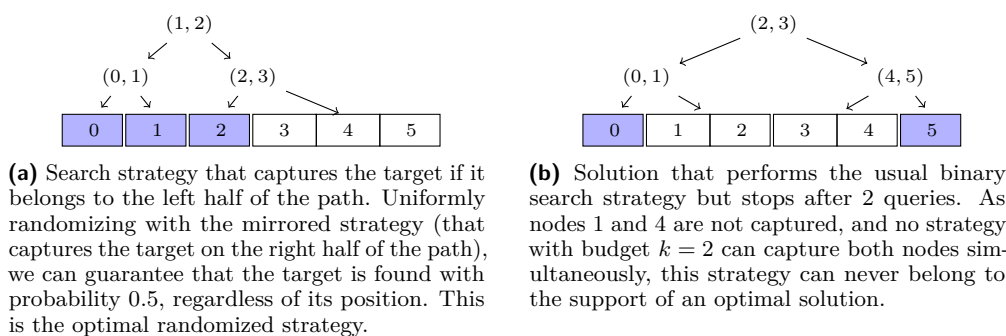 (1, 2)
(0, 1)
(2, 3)
0 1 2 3 4 5
(a) Search strategy that captures the target if it
belongs to the left half of the path. Uniformly
randomizing with the mirrored strategy (that
captures the target on the right half of the path),
we can guarantee that the target is found with
probability 0.5, regardless of its position. This
is the optimal randomized strategy.
(2, 3)
(0, 1)
(4, 5)
0 1 2 3 4 5
(b) Solution that performs the usual binary
search strategy but stops after 2 queries. As
nodes 1 and 4 are not captured, and no strategy
with budget k = 2 can capture both nodes sim-
ultaneously, this strategy can never belong to
the support of an optimal solution.